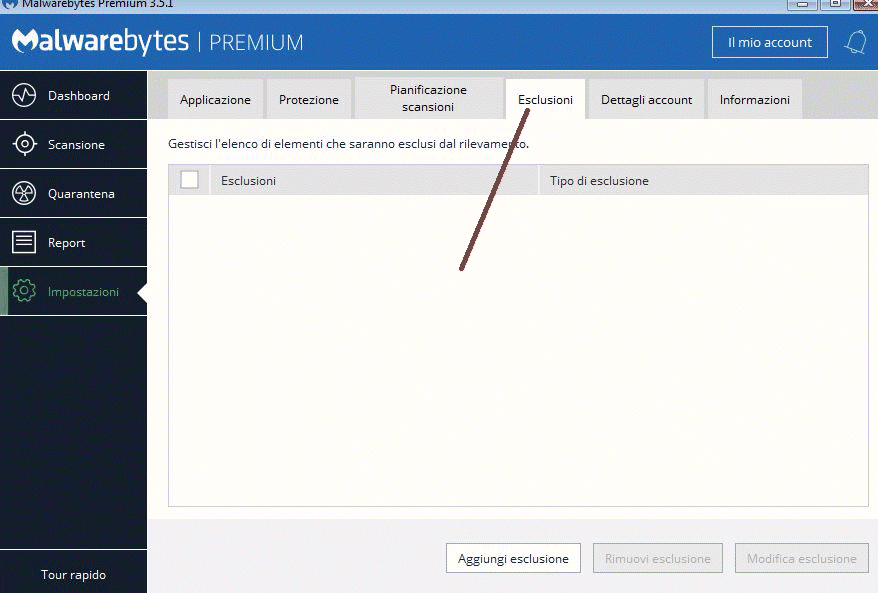 Malwarebytes Premium 3.5.1
Malwarebytes | PREMIUM
Il mio account
Dashboard
Scansione
Quarantena
Report
Impostazioni
Tour rapido
Applicazione
Protezione
Pianificazione
scansioni
Esclusioni
Dettagli account
Informazioni
Gestisci l'elenco di elementi che saranno esclusi dal rilevamento.
Esclusioni
Tipo di esclusione
Aggiungi esclusione
Rimuovi esclusione
Modifica esclusione